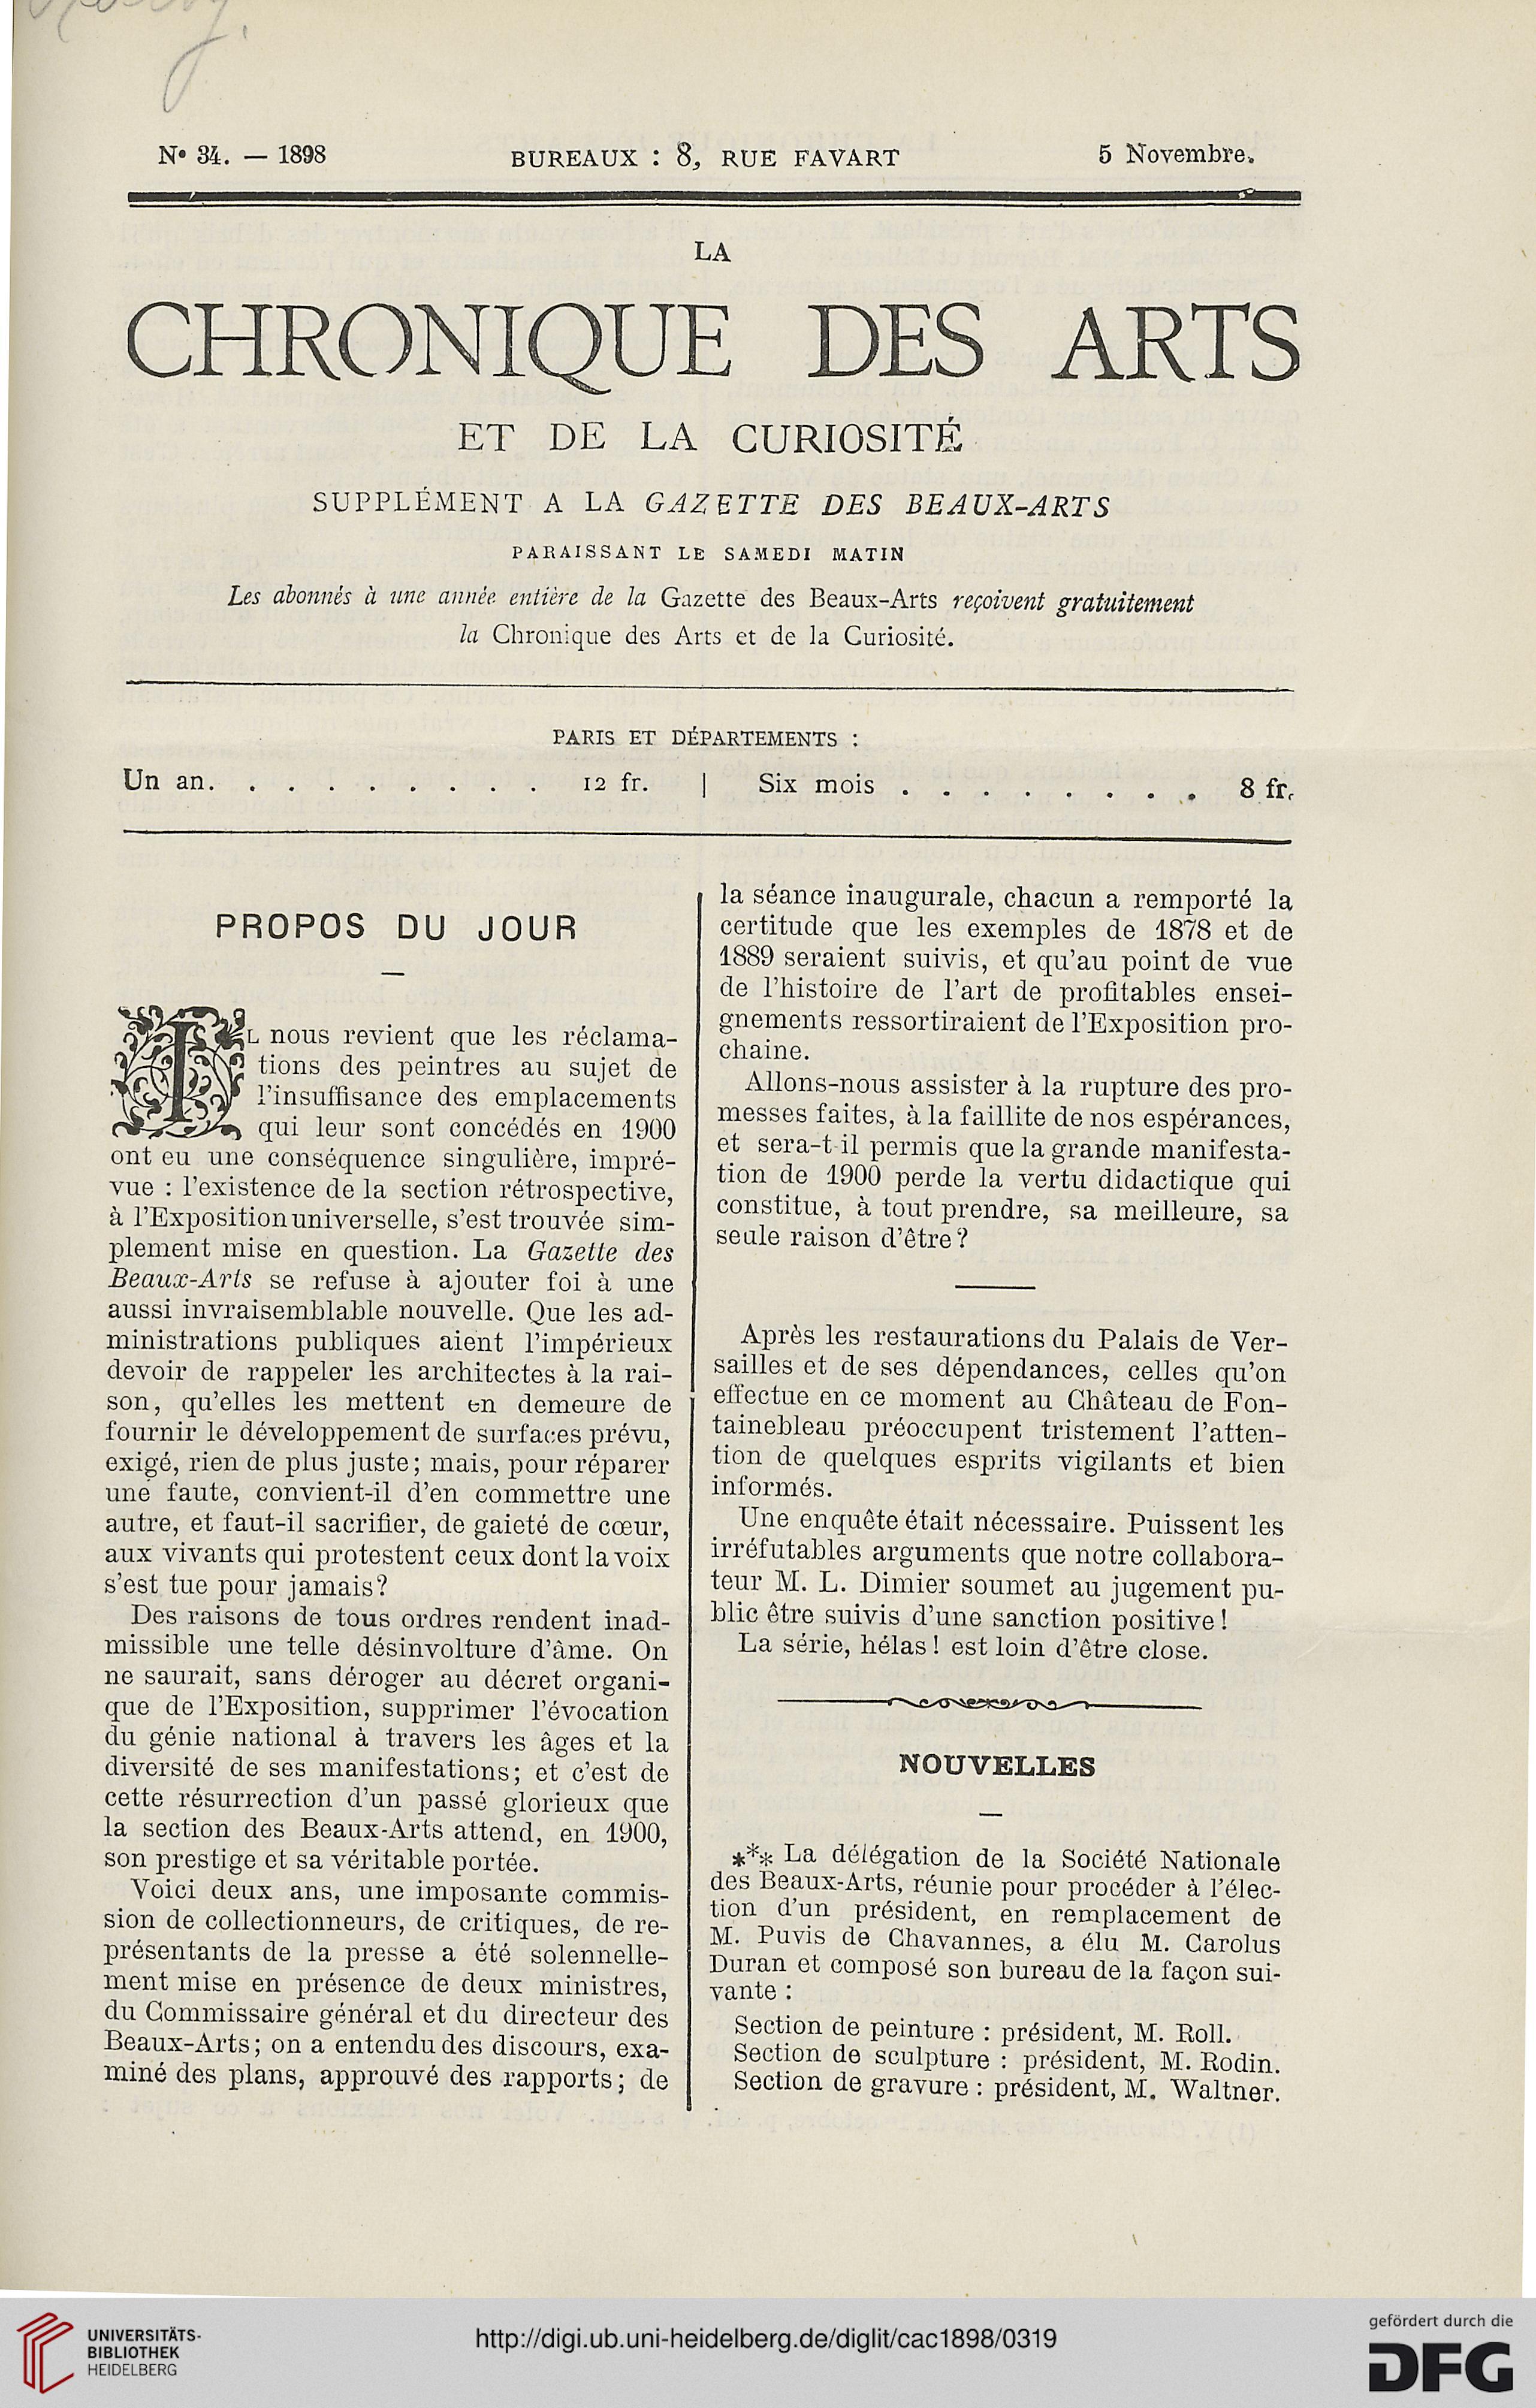 N° 34. — 1898 BUREAUX : 8, RUE FAVART 5 Novembre.
LA
CHRONIQUE DES ARTS
ET DE LA CURIOSITÉ
SUPPLÉMENT A LA GAZETTE DES BEAUX-ARTS
PARAISSANT LE SAMEDI MATIN
Les abonnés à une année entière de la Gazette des Beaux-Arts reçoivent gratuitement
la Chronique des Arts et de la Curiosité.
PARIS ET DÉPARTEMENTS :
Un an. . . . . . . . . 12 fr. | Six mois . . . . . . . . 8 fr.
PROPOS DU JOUR
IL nous revient que les réclama-
tions des peintres au sujet de
l'insuffisance des emplacements
qui leur sont concédés en 1900
ont eu une conséquence singulière, impré-
vue : l'existence de la section rétrospective,
à l'Exposition universelle, s'est trouvée sim-
plement mise en question. La Gazette des
Beaux-Arts se refuse à ajouter foi à une
aussi invraisemblable nouvelle. Que les ad-
ministrations publiques aient l'impérieux
devoir de rappeler les architectes à la rai-
son, qu'elles les mettent en demeure de
fournir le développement de surfaces prévu,
exigé, rien de plus juste; mais, pour réparer
une faute, convient-il d'en commettre une
autre, et faut-il sacrifier, de gaieté de cœur,
aux vivants qui protestent ceux dont la voix
s'est tue pour jamais?
Des raisons de tous ordres rendent inad-
missible une telle désinvolture d'âme. On
ne saurait, sans déroger au décret organi-
que de l'Exposition, supprimer l'évocation
du génie national à travers les âges et la
diversité de ses manifestations; et c'est de
cette résurrection d'un passé glorieux que
la section des Beaux-Arts attend, en 1900,
son prestige et sa véritable portée.
Voici deux ans, une imposante commis-
sion de collectionneurs, de critiques, de re-
présentants de la presse a été solennelle-
ment mise en présence de deux ministres,
du Commissaire général et du directeur des
Beaux-Arts; on a entendu des discours, exa-
miné des plans, approuvé des rapports; de
la séance inaugurale, chacun a remporté la
certitude que les exemples de 1878 et de
1889 seraient suivis, et qu'au point de vue
de l'histoire de l'art de profitables ensei-
gnements ressortiraient de l'Exposition pro-
chaine.
Allons-nous assister à la rupture des pro-
messes faites, à la faillite de nos espérances,
et sera-t-il permis que la grande manifesta-
tion de 1900 perde la vertu didactique qui
constitue, à tout prendre, sa meilleure, sa
seule raison d'être?
Après les restaurations du Palais de Ver-
sailles et de ses dépendances, celles qu'on
effectue en ce moment au Château de Fon-
tainebleau préoccupent tristement l'atten-
tion de quelques esprits vigilants et bien
informés.
Une enquête était nécessaire. Puissent les
irréfutables arguments que notre collabora-
teur M. L. Dimier soumet au jugement pu-
blic être suivis d'une sanction positive!
La série, hélas! est loin d'être close.
NOUVELLES
*** La délégation de la Société Nationale
des Beaux-Arts, réunie pour procéder à l'élec-
tion d'un président, en remplacement de
M. Puvis de Chavannes, a élu M. Carolus
Duran et composé son bureau de la façon sui-
vante :
Section de peinture : président, M. Roll.
Section de sculpture : président, M. Rodin.
Section de gravure : président, M. Waltner.
UNIVERSITÄTS-
BIBLIOTHEK
HEIDELBERG
http://digi.ub.uni-heidelberg.de/diglit/cac1898/0319
gefördert durch die
DFG